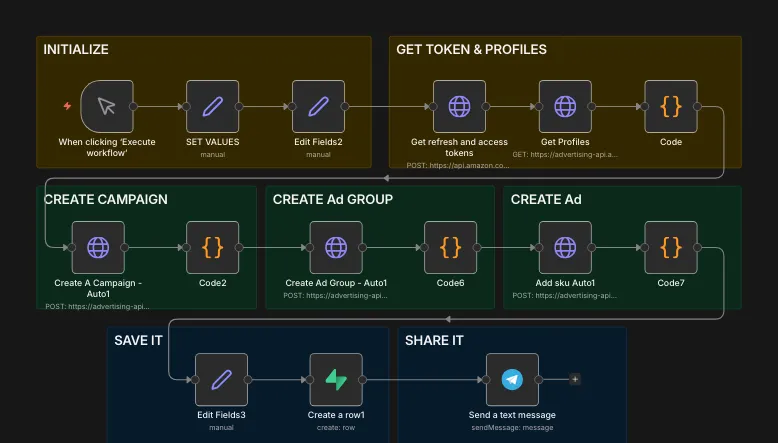 INITIALIZE
When clicking ‘Execute
workflow’
SET VALUES
manual
Edit Fields2
manual
GET TOKEN & PROFILES
Get refresh and access
tokens
POST: https://api.amazon.co...
Get Profiles
GET: https://advertising-api.a...
Code
CREATE CAMPAIGN
Create A Campaign -
Auto1
POST: https://advertising-api...
Code2
CREATE Ad GROUP
Create Ad Group - Auto1
POST: https://advertising-api...
Code6
CREATE Ad
Add sku Auto1
POST: https://advertising-api...
Code7
SAVE IT
Edit Fields3
manual
Create a row1
create: row
SHARE IT
Send a text message
sendMessage: message